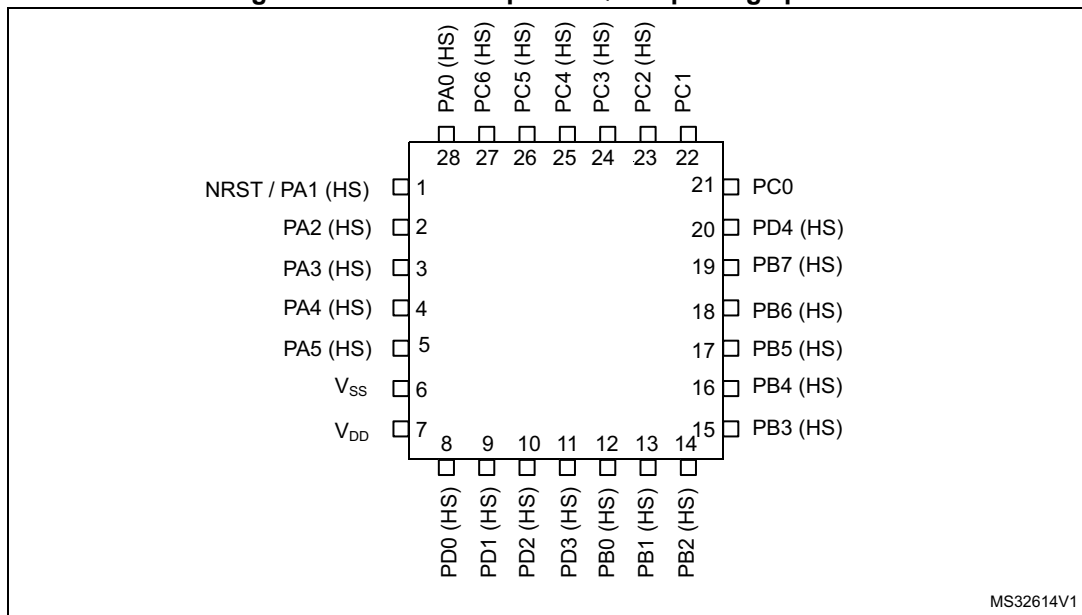 PA0 (HS)
PC6 (HS)
PC5 (HS)
PC4 (HS)
PC3 (HS)
PC2 (HS)
PC1
28 27 26 25 24 23 22
NRST / PA1 (HS) 1
PA2 (HS) 2
PA3 (HS) 3
PA4 (HS) 4
PA5 (HS) 5
VSS 6
VDD 7
21 PC0
20 PD4 (HS)
19 PB7 (HS)
18 PB6 (HS)
17 PB5 (HS)
16 PB4 (HS)
15 PB3 (HS)
8 9 10 11 12 13 14
PD0 (HS)
PD1 (HS)
PD2 (HS)
PD3 (HS)
PB0 (HS)
PB1 (HS)
PB2 (HS)
MS32614V1